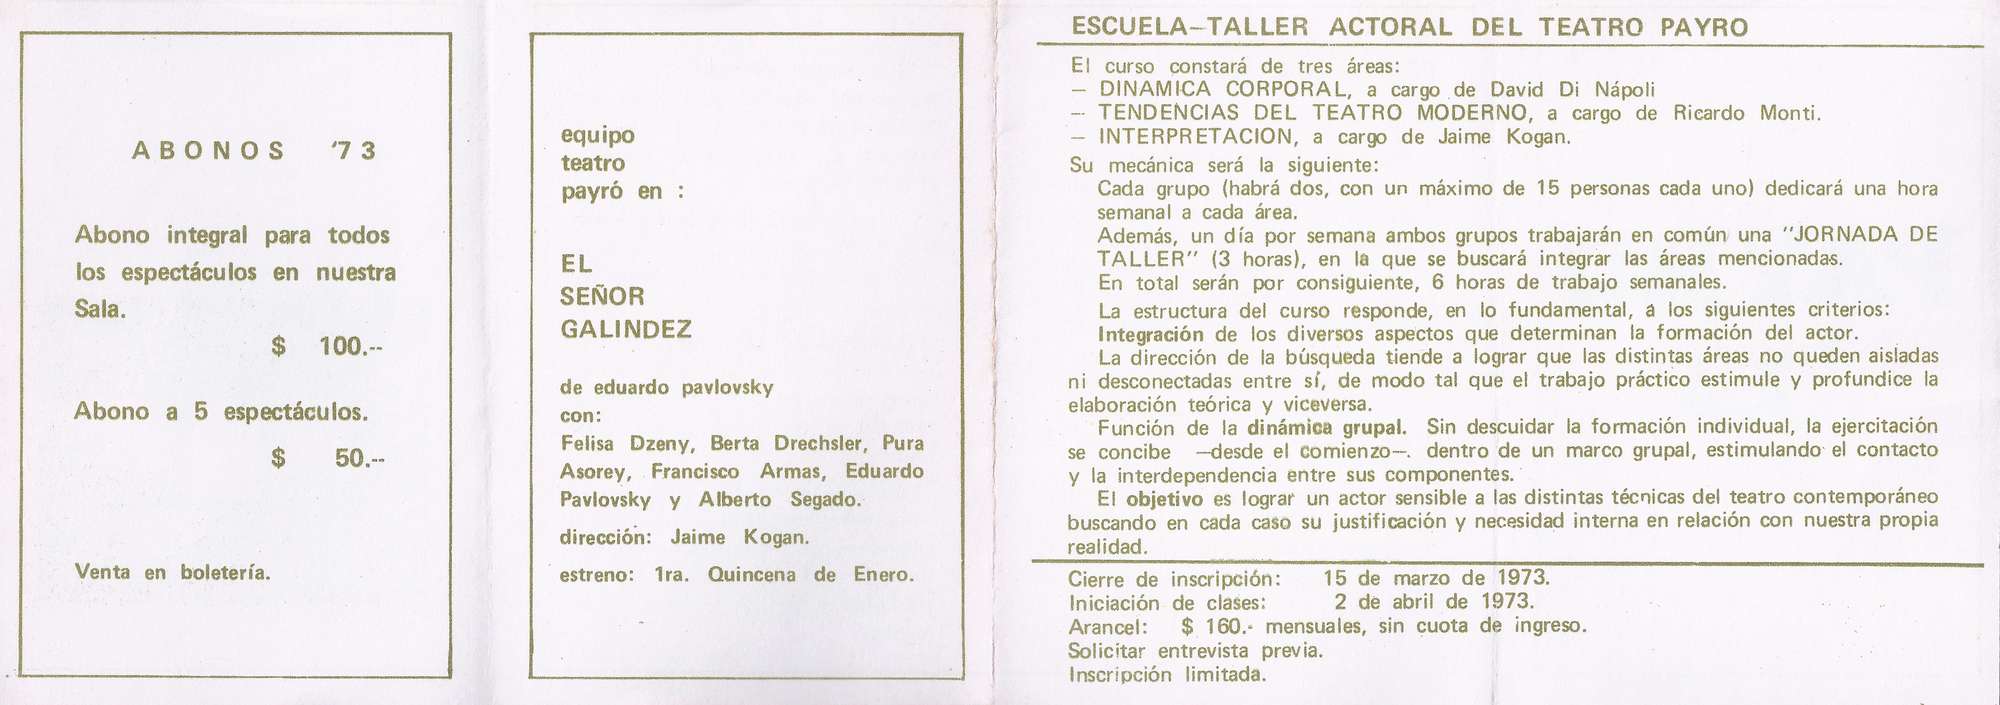 ABONOS '73
Abono integral para todos
los espectáculos en nuestra
Sala.
$ 100.--
Abono a 5 espectáculos.
$ 50.--
Venta en boletería.
equipo
teatro
payró en :
EL
SEÑOR
GALINDEZ
de eduardo pavlovsky
con:
Felisa Dzeny, Berta Drechsler, Pura
Asorey, Francisco Armas, Eduardo
Pavlovsky y Alberto Segado.
dirección: Jaime Kogan.
estreno: 1ra. Quincena de Enero.
ESCUELA-TALLER ACTORAL DEL TEATRO PAYRO
El curso constará de tres áreas:
— DINAMICA CORPORAL, a cargo de David Di Nápoli
— TENDENCIAS DEL TEATRO MODERNO, a cargo de Ricardo Monti.
— INTERPRETACION, a cargo de Jaime Kogan.
Su mecánica será la siguiente:
Cada grupo (habrá dos, con un máximo de 15 personas cada uno) dedicará una hora
semanal a cada área.
Además, un día por semana ambos grupos trabajarán en común una "JORNADA DE
TALLER" (3 horas), en la que se buscará integrar las áreas mencionadas.
En total serán por consiguiente, 6 horas de trabajo semanales.
La estructura del curso responde, en lo fundamental, a los siguientes criterios:
Integración de los diversos aspectos que determinan la formación del actor.
La dirección de la búsqueda tiende a lograr que las distintas áreas no queden aisladas
ni desconectadas entre sí, de modo tal que el trabajo práctico estimule y profundice la
elaboración teórica y viceversa.
Función de la dinámica grupal. Sin descuidar la formación individual, la ejercitación
se concibe —desde el comienzo—. dentro de un marco grupal, estimulando el contacto
y la interdependencia entre sus componentes.
El objetivo es lograr un actor sensible a las distintas técnicas del teatro contemporáneo
buscando en cada caso su justificación y necesidad interna en relación con nuestra propia
realidad.
Cierre de inscripción: 15 de marzo de 1973.
Iniciación de clases: 2 de abril de 1973.
Arancel: $ 160.- mensuales, sin cuota de ingreso.
Solicitar entrevista previa.
Inscripción limitada.